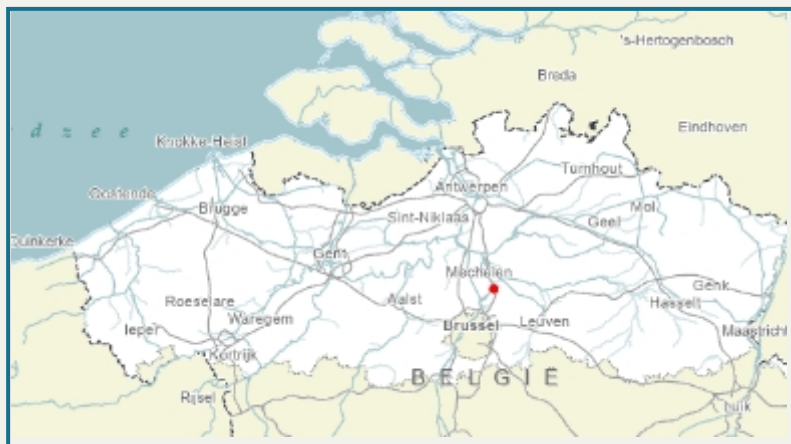 's-Hertogenbosch
Breda
d z e e
Eindhoven
Knokke-Heist
Turnhout
Antwerpen
Oostende
Mol
Brugge
Sint-Niklaas
Geel
Duinkerke
Gent
Mechelen
Genk
Roeselare
Aalst
Hasselt
Ieper
Waregem
Brussel
Leuven
Maastricht
Kortrijk
BELGIË
Rijsel
Luik